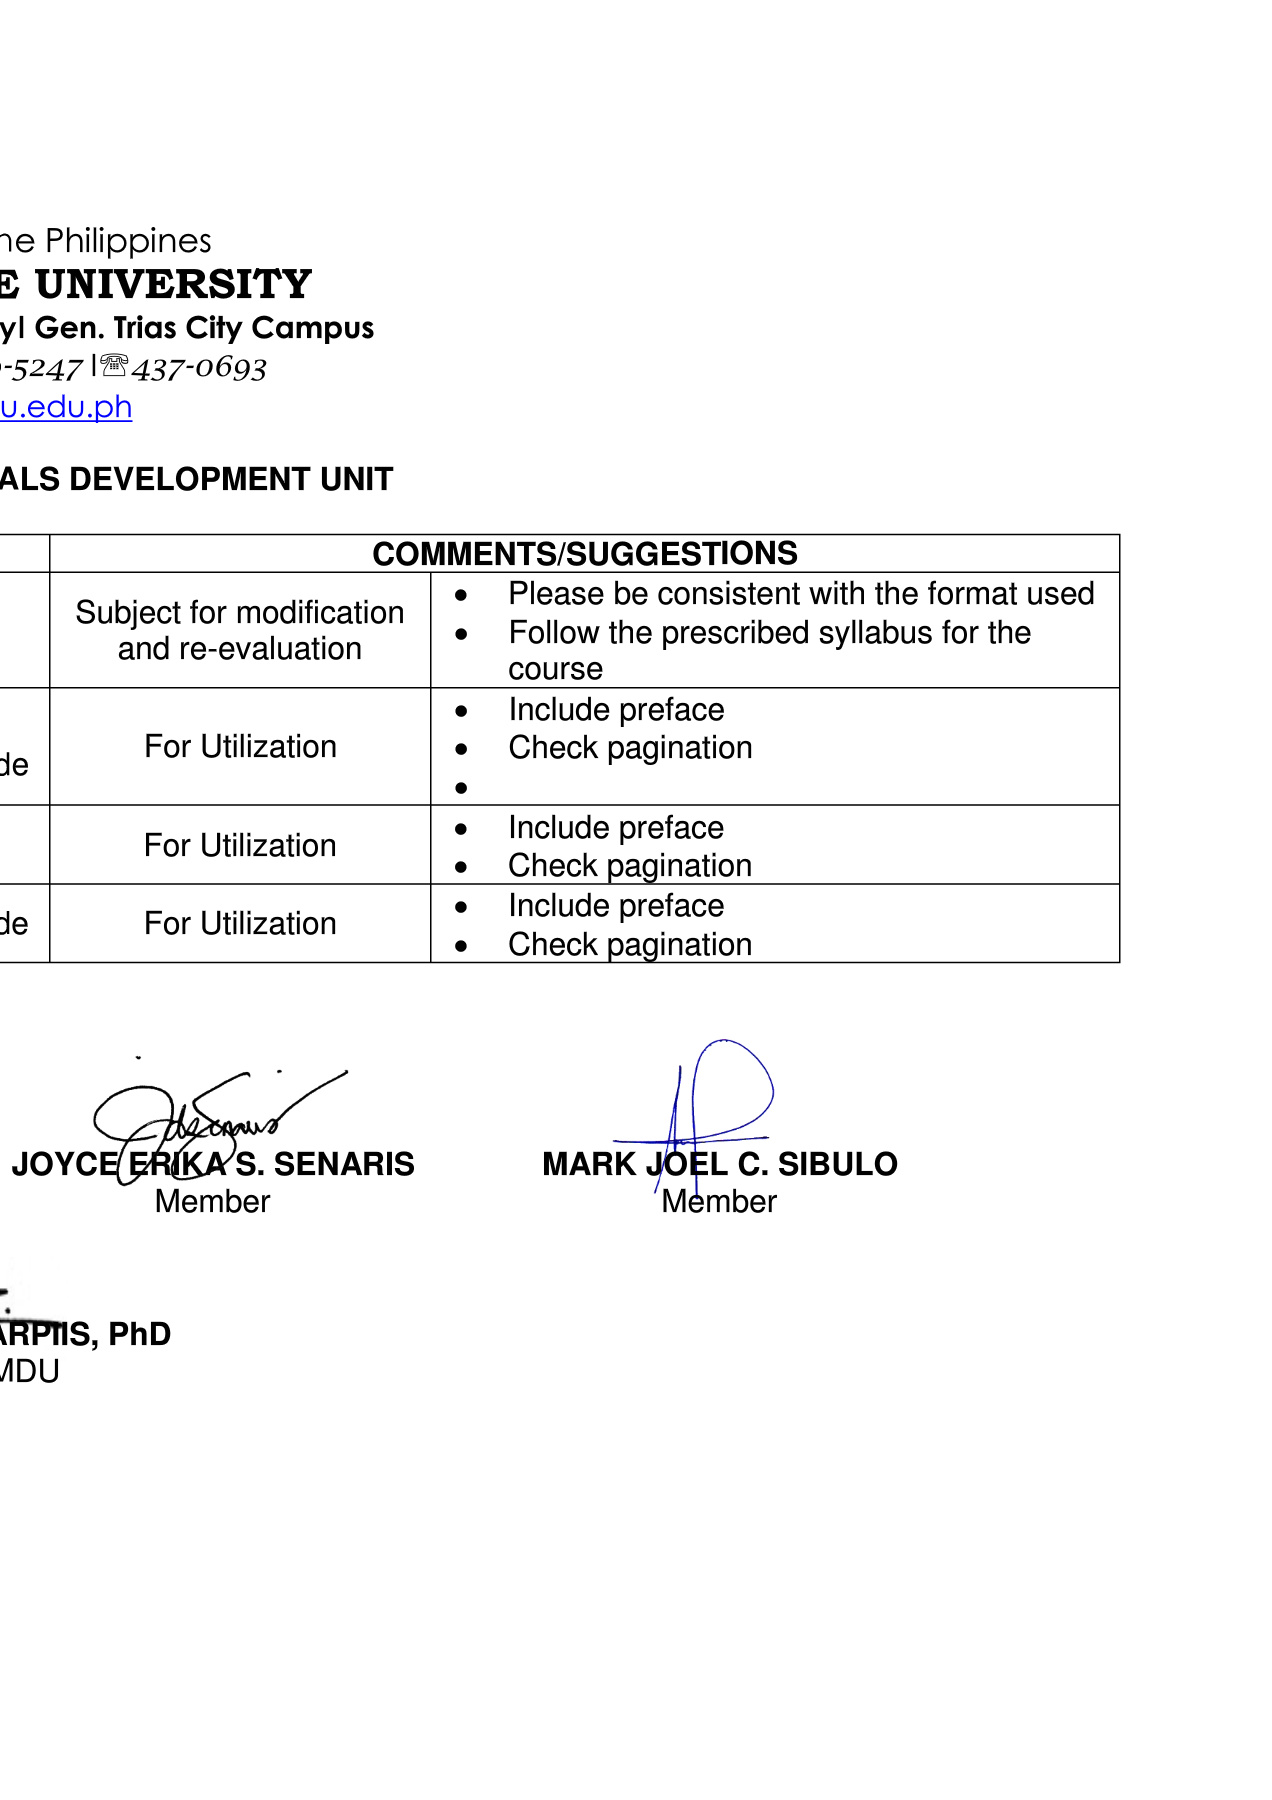 ne Philippines
E UNIVERSITY
yl Gen. Trias City Campus
-5247 l☏437-0693
u.edu.ph
ALS DEVELOPMENT UNIT
COMMENTS/SUGGESTIONS
Subject for modification
and re-evaluation
• Please be consistent with the format used
• Follow the prescribed syllabus for the
course
de
For Utilization
• Include preface
• Check pagination
•
For Utilization
• Include preface
• Check pagination
de
For Utilization
• Include preface
• Check pagination
JOYCE ERIKA S. SENARIS
Member
MARK JOEL C. SIBULO
Member
ARPIIS, PhD
MDU